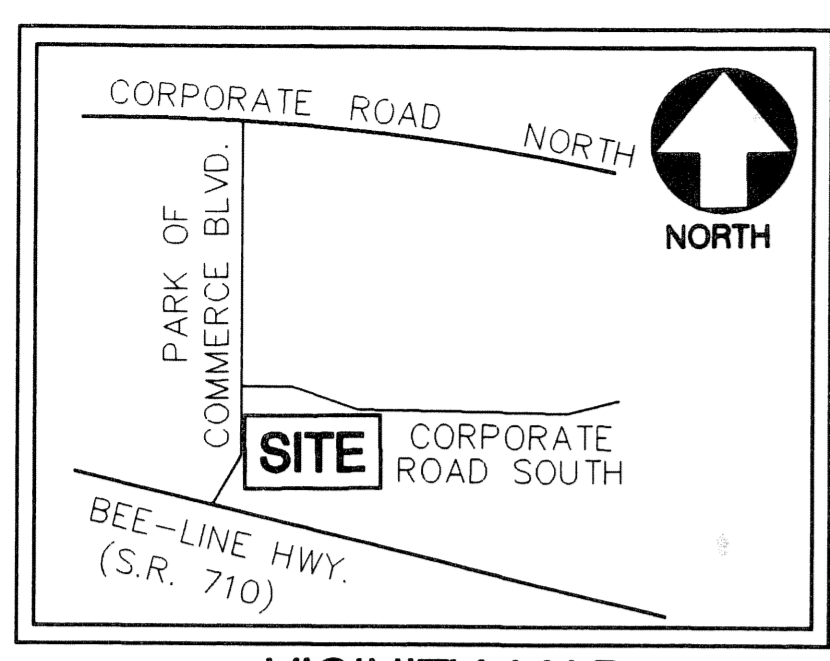 CORPORATE ROAD NORTH
NORTH
PARK OF
COMMERCE BLVD.
SITE
CORPORATE
ROAD SOUTH
BEE-LINE HWY.
(S.R. 710)